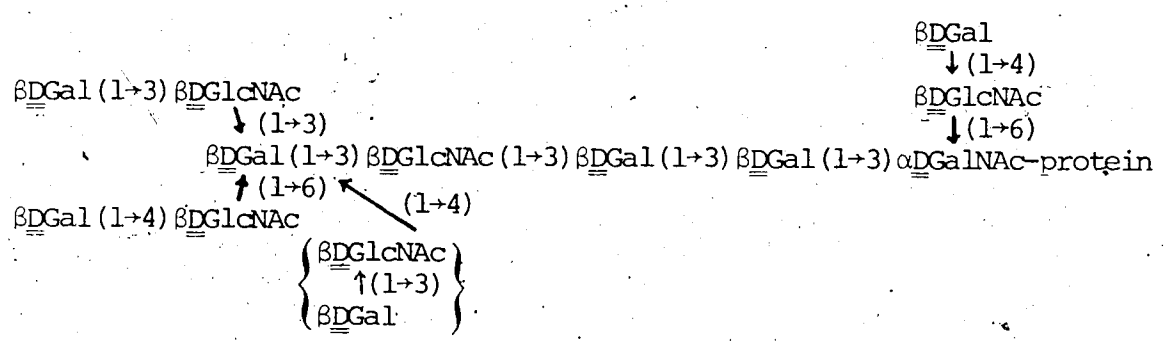 βDGal
↓(1→4)
βDGal(1→3)βDGlcNAc
βDGlcNAc
↓(1→3)
↓(1→6)
βDGal(1→3)βDGlcNAc(1→3)βDGal(1→3)βDGal(1→3)αDGalNAc-protein
↑(1→6)
(1→4)
βDGal(1→4)βDGlcNAc
βDGlcNAc
↑(1→3)
βDGal